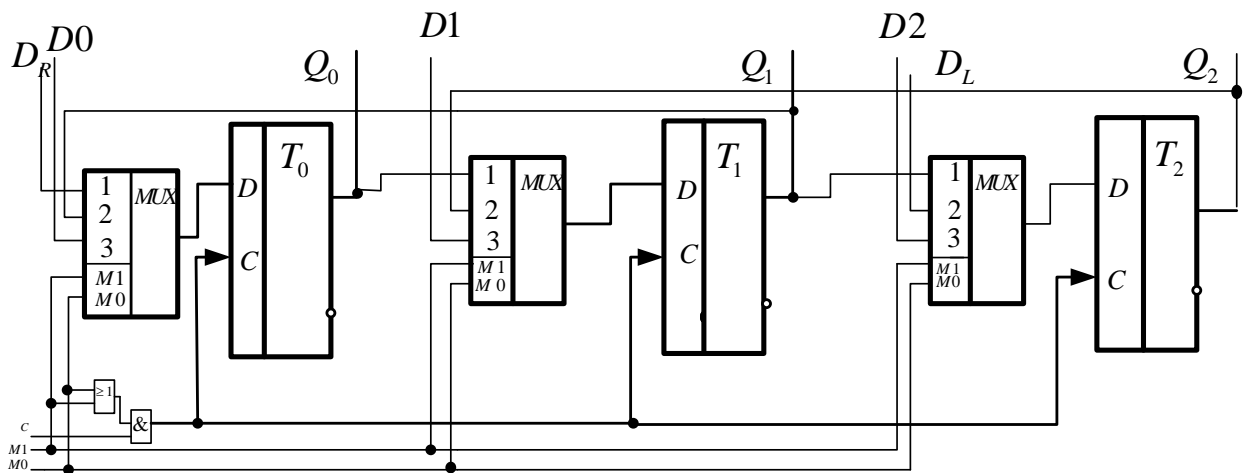 D_R D0 Q_0 D1 Q_1 D2 D_L Q_2
1 2 3 MUX M1 M0
D C T_0
1 2 3 MUX M1 M0
D C T_1
1 2 3 MUX M1 M0
D C T_2
≥1
&
C
M1
M0